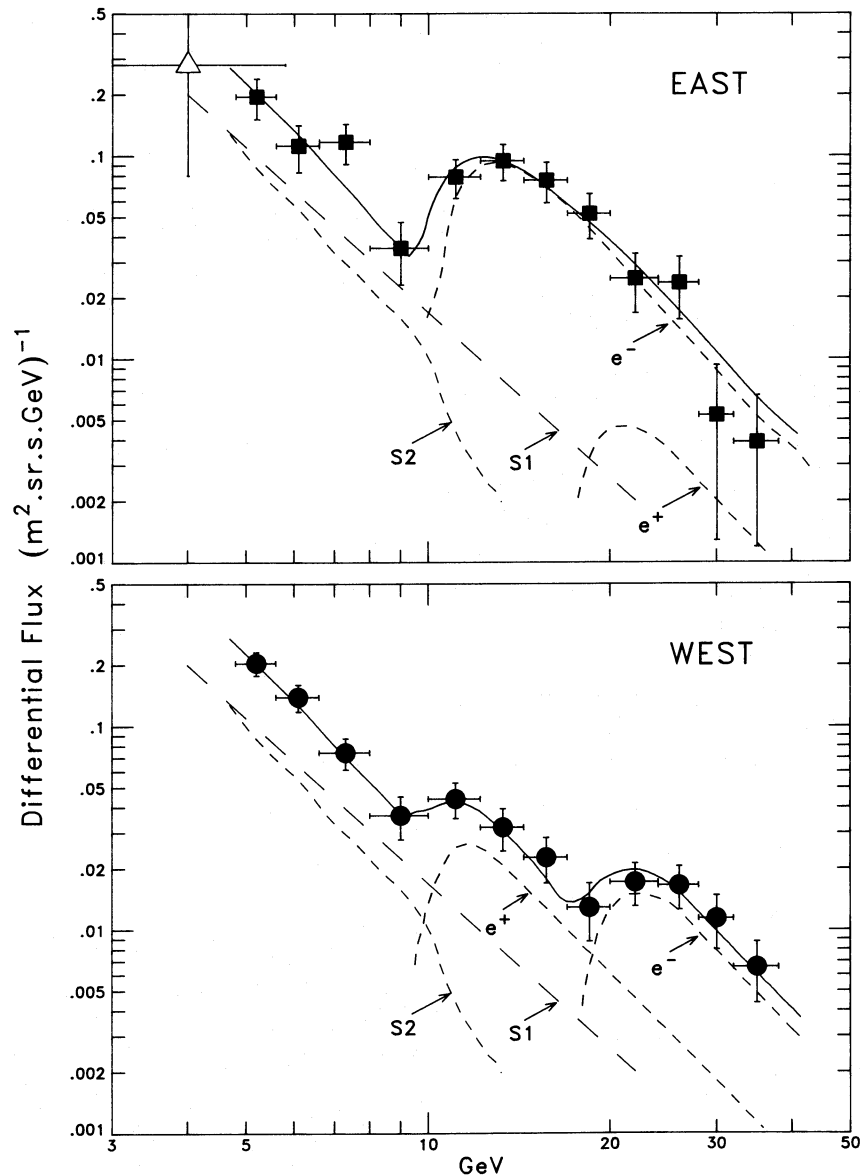 .5
EAST
.2
.1
.05
.02
.01
e−
.005
S2
S1
e+
.002
.001
Differential Flux (m².sr.s.GeV)⁻¹
.5
WEST
.2
.1
.05
.02
e+
.01
e−
.005
S2
S1
.002
.001
3
5
10
20
30
50
GeV